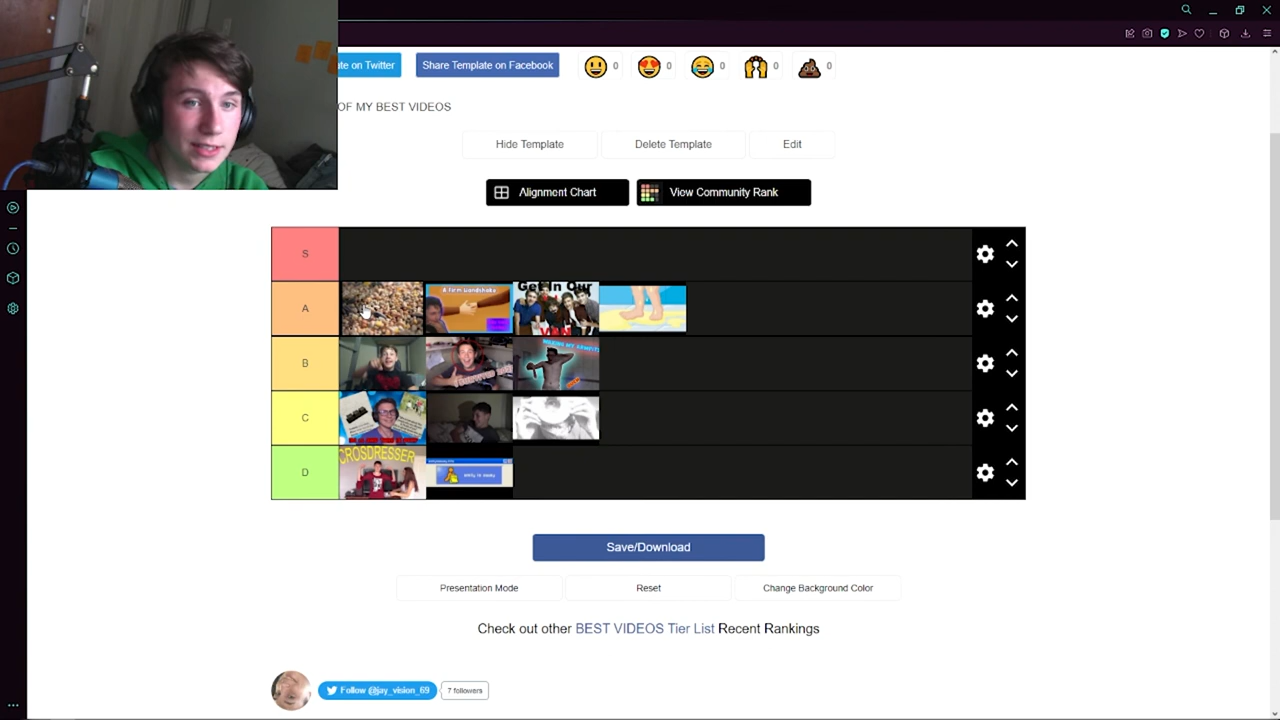 te on Twitter
Share Template on Facebook
0
0
0
0
0
OF MY BEST VIDEOS
Hide Template
Delete Template
Edit
Alignment Chart
View Community Rank
S
A
A firm handshake
Get In Our
VAN
B
C
D
CROSDRESSER
Save/Download
Presentation Mode
Reset
Change Background Color
Check out other BEST VIDEOS Tier List Recent Rankings
Follow @jay_vision_69
7 followers